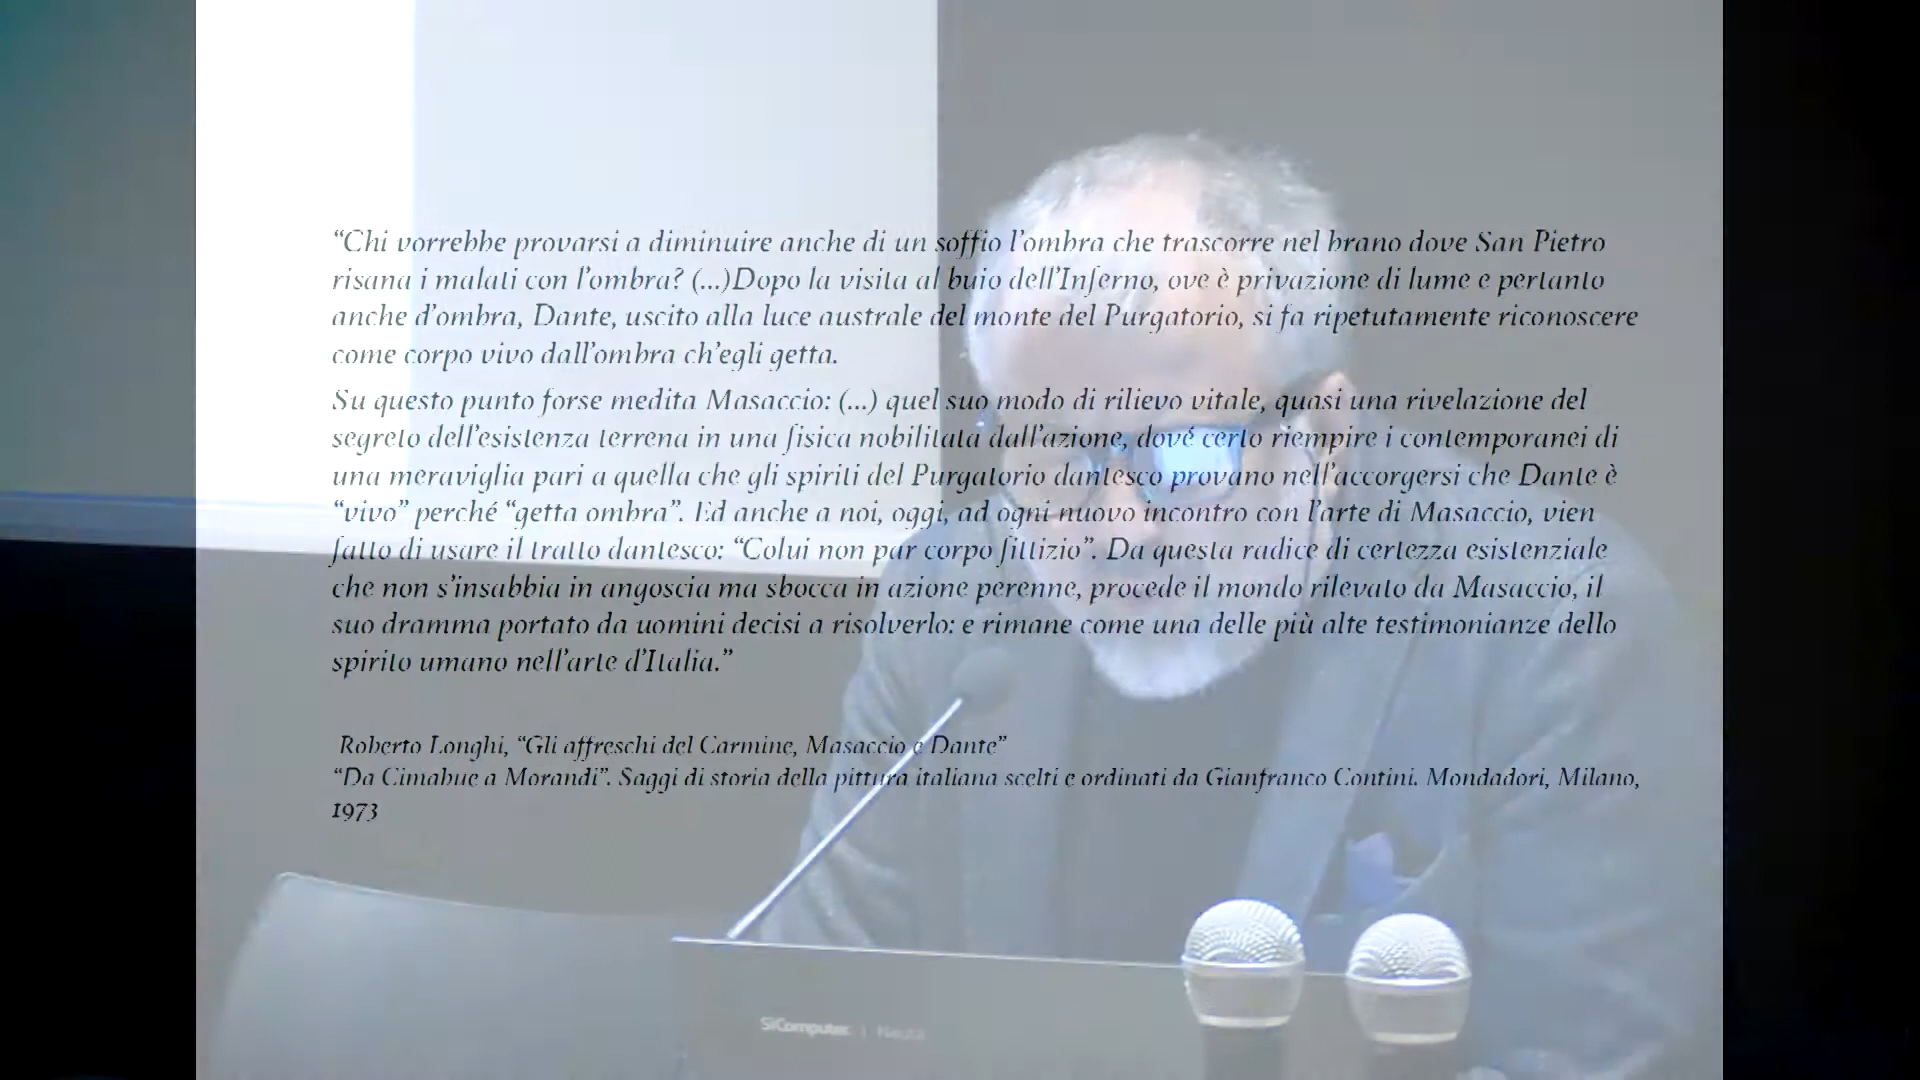 “Chi vorrebbe provarsi a diminuire anche di un soffio l’ombra che trascorre nel brano dove San Pietro
risana i malati con l’ombra? (...)Dopo la visita al buio dell’Inferno, ove è privazione di lume e pertanto
anche d’ombra, Dante, uscito alla luce australe del monte del Purgatorio, si fa ripetutamente riconoscere
come corpo vivo dall’ombra ch’egli getta.
Su questo punto forse medita Masaccio: (...) quel suo modo di rilievo vitale, quasi una rivelazione del
segreto dell’esistenza terrena in una fisica nobilitata dall’azione, dové certo riempire i contemporanei di
una meraviglia pari a quella che gli spiriti del Purgatorio dantesco provano nell’accorgersi che Dante è
“vivo” perché “getta ombra”. Ed anche a noi, oggi, ad ogni nuovo incontro con l’arte di Masaccio, vien
fatto di usare il tratto dantesco: “Colui non par corpo fittizio”. Da questa radice di certezza esistenziale
che non s’insabbia in angoscia ma sbocca in azione perenne, procede il mondo rilevato da Masaccio, il
suo dramma portato da uomini decisi a risolverlo: e rimane come una delle più alte testimonianze dello
spirito umano nell’arte d’Italia.”
Roberto Longhi, “Gli affreschi del Carmine, Masaccio e Dante”
“Da Cimabue a Morandi”. Saggi di storia della pittura italiana scelti e ordinati da Gianfranco Contini. Mondadori, Milano,
1973
SiComputer |